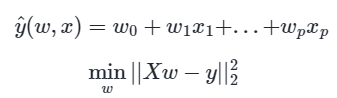 ŷ(w, x) = w₀ + w₁x₁+...+wₚxₚ
min_w ||Xw − y||₂²